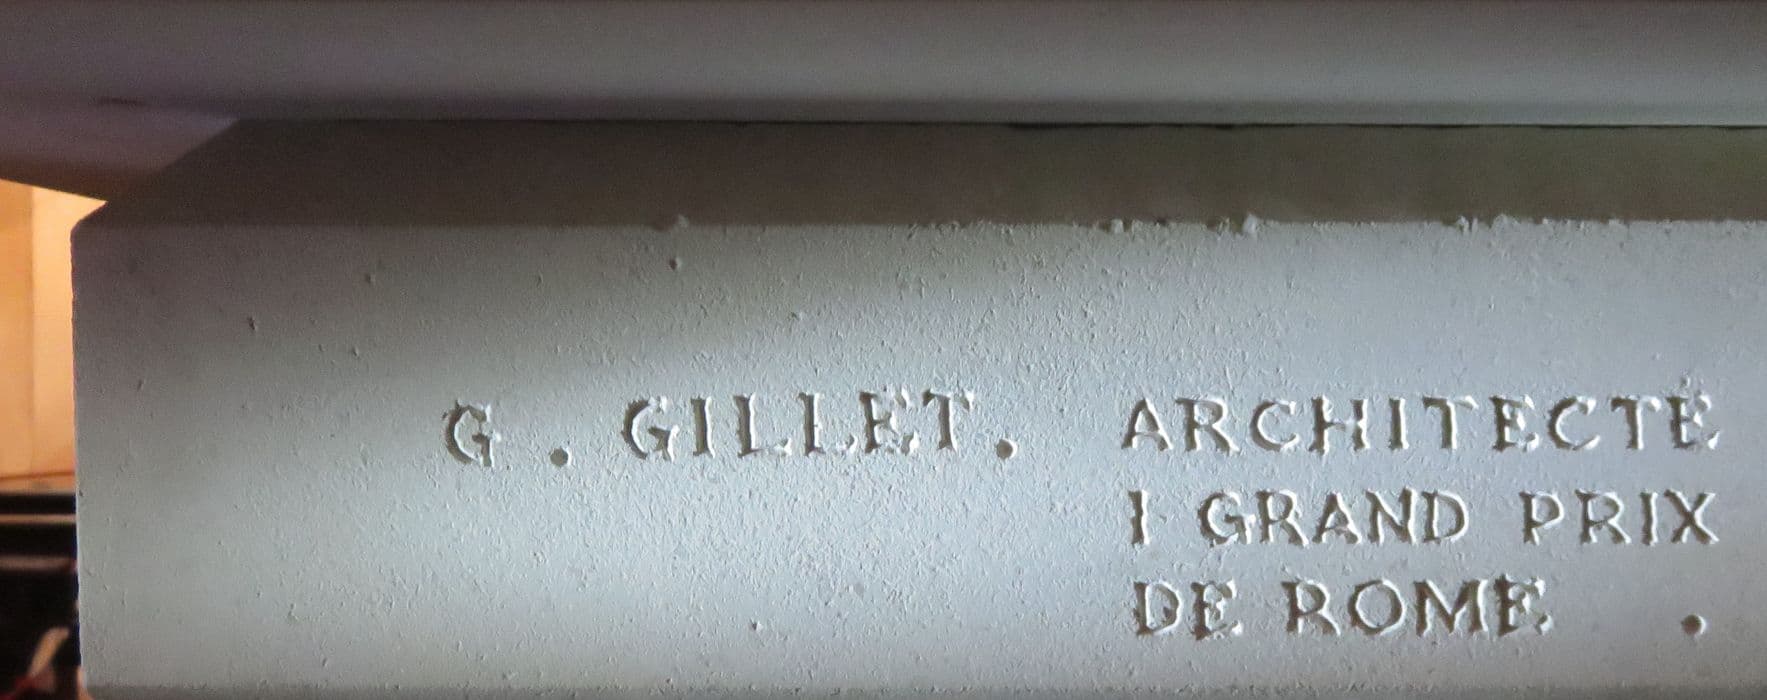 G . GILLET. ARCHITECTE
I GRAND PRIX
DE ROME .